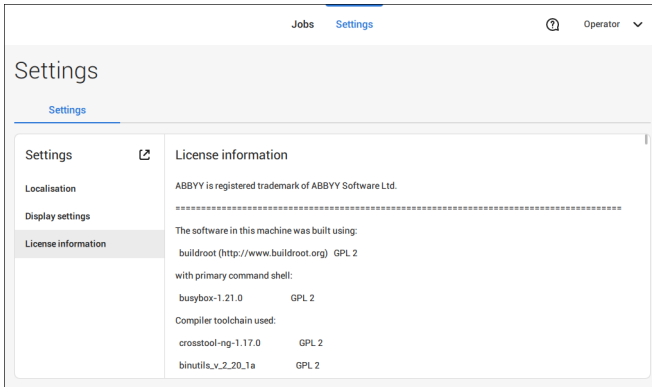 Jobs Settings Operator
Settings
Settings
Settings
Localisation
Display settings
License information
License information
ABBYY is registered trademark of ABBYY Software Ltd.
========================================================================================
The software in this machine was built using:
buildroot (http://www.buildroot.org) GPL 2
with primary command shell:
busybox-1.21.0 GPL 2
Compiler toolchain used:
crosstool-ng-1.17.0 GPL 2
binutils_v_2_20_1a GPL 2